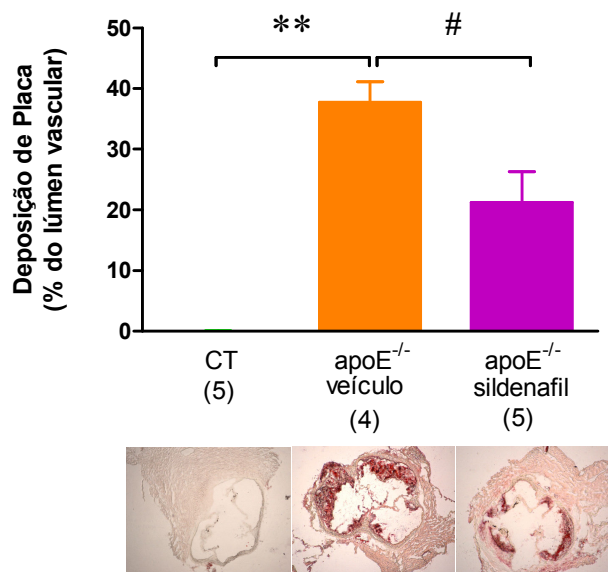 Deposição de Placa
(% do lúmen vascular)
50
40
30
20
10
0
**
#
CT
(5)
apoE-/-
veículo
(4)
apoE-/-
sildenafil
(5)